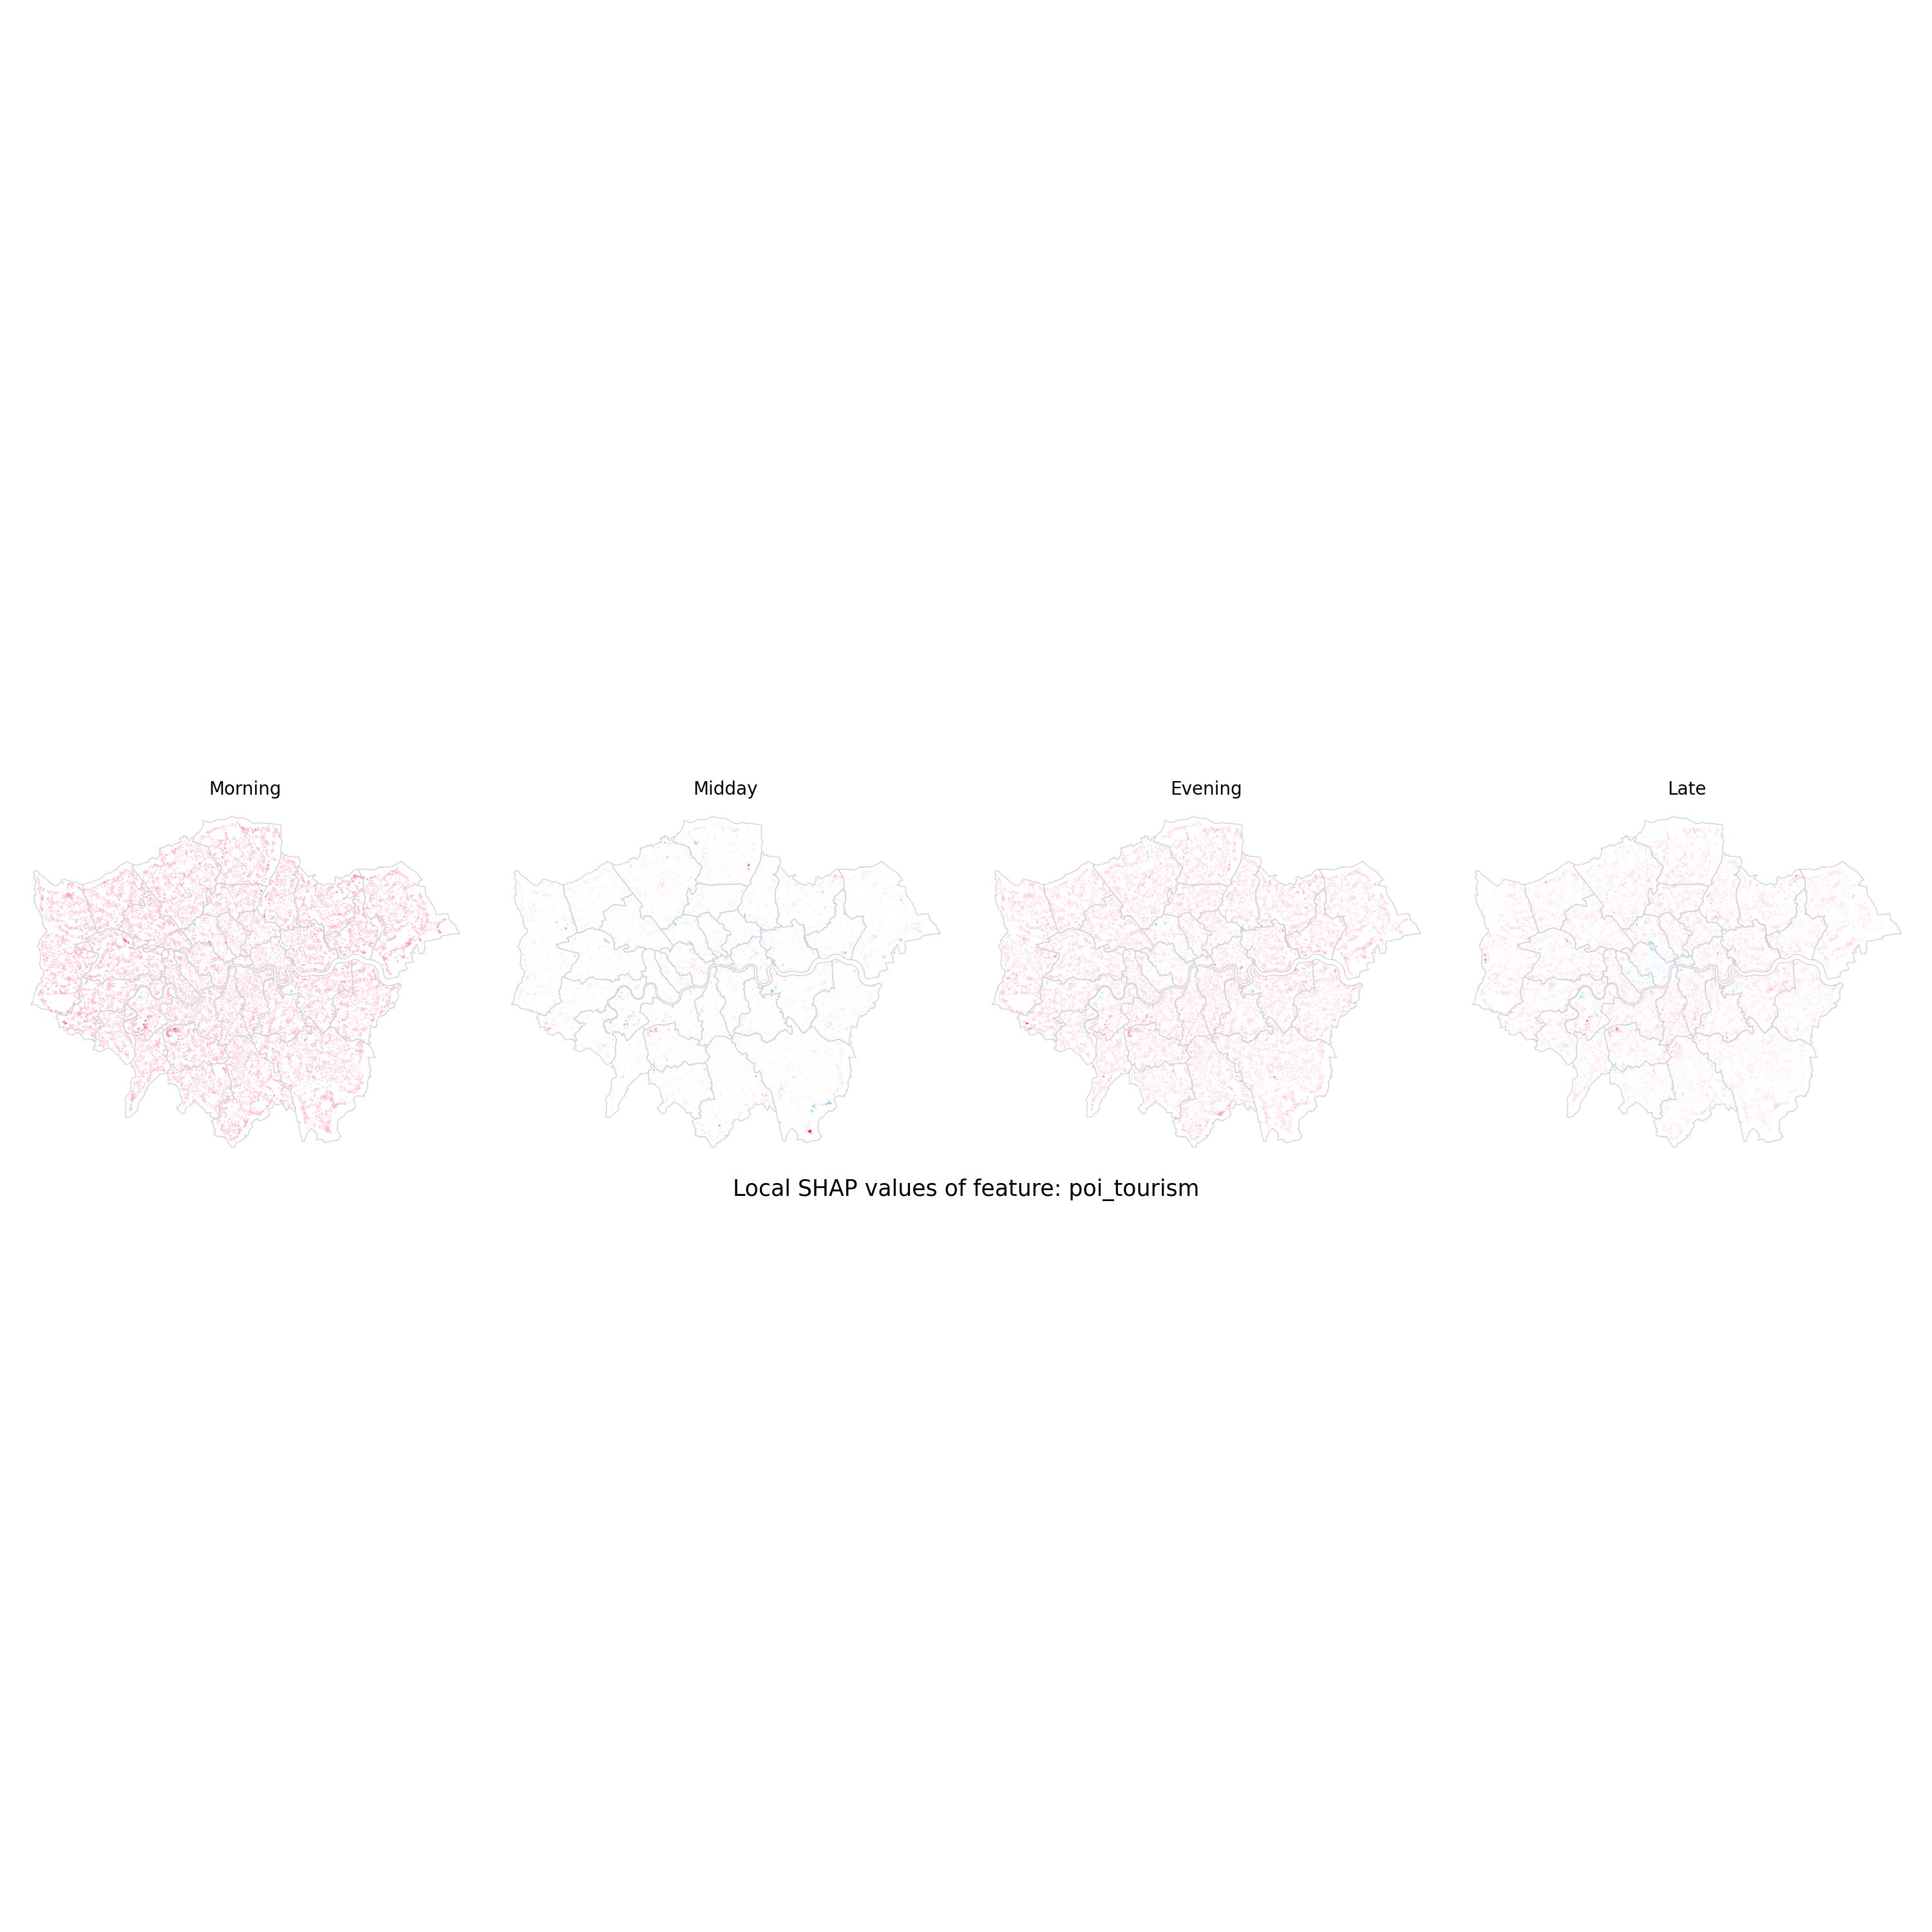 Morning
Midday
Evening
Late
Local SHAP values of feature: poi_tourism